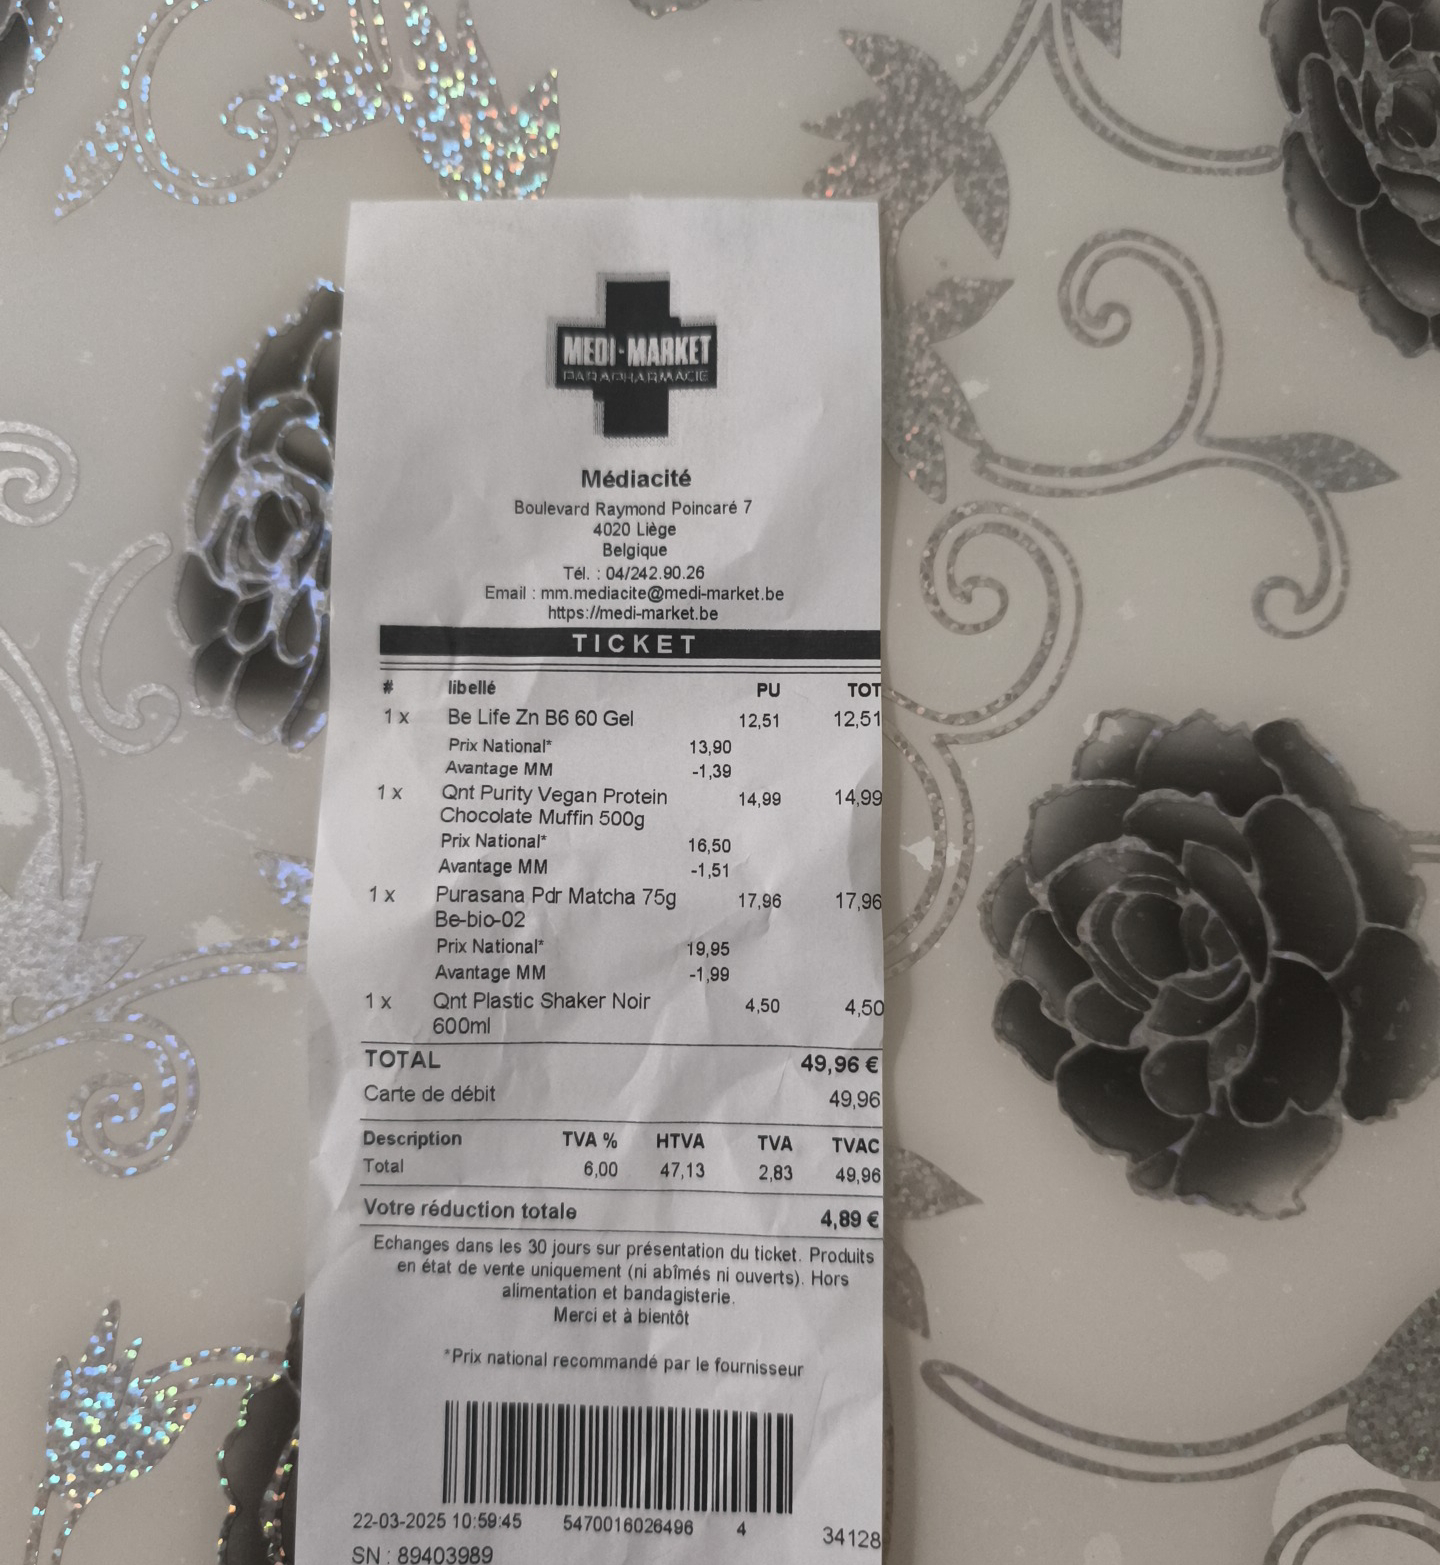 MEDI-MARKET
PARAPHARMACIE
Médiacité
Boulevard Raymond Poincaré 7
4020 Liège
Belgique
Tél. : 04/242.90.26
Email : mm.mediacite@medi-market.be
https://medi-market.be
TICKET
# libellé PU TOT
1 x Be Life Zn B6 60 Gel 12,51 12,51
Prix National* 13,90
Avantage MM -1,39
1 x Qnt Purity Vegan Protein 14,99 14,99
Chocolate Muffin 500g
Prix National* 16,50
Avantage MM -1,51
1 x Purasana Pdr Matcha 75g 17,96 17,96
Be-bio-02
Prix National* 19,95
Avantage MM -1,99
1 x Qnt Plastic Shaker Noir 4,50 4,50
600ml
TOTAL 49,96 €
Carte de débit 49,96
Description TVA % HTVA TVA TVAC
Total 6,00 47,13 2,83 49,96
Votre réduction totale 4,89 €
Echanges dans les 30 jours sur présentation du ticket. Produits
en état de vente uniquement (ni abîmés ni ouverts). Hors
alimentation et bandagisterie.
Merci et à bientôt
*Prix national recommandé par le fournisseur
22-03-2025 10:59:45 5470016026496 4 34128
SN : 89403989